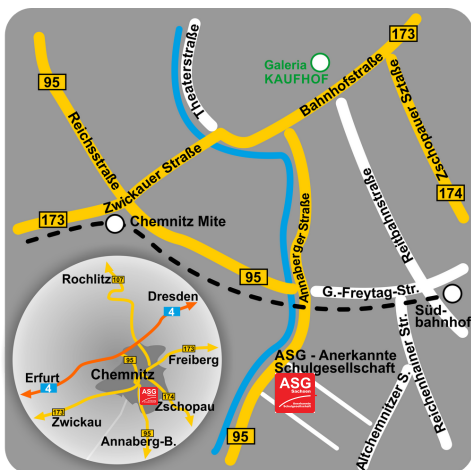 173
95
Theaterstraße
Galeria
KAUFHOF
Bahnhofstraße
Zschopauer Sztaße
174
Reichsstraße
Zwickauer Straße
173
Chemnitz Mite
Reitbahnstraße
Annaberger Straße
95
G.-Freytag-Str.
Süd-
bahnhof
Rochlitz
107
Dresden
4
173
Freiberg
95
Chemnitz
Erfurt
4
ASG
174
Zschopau
173
Zwickau
95
Annaberg-B.
ASG - Anerkannte
Schulgesellschaft
ASG
Sachsen
Schulgesellschaft
95
Altchemnitzer S.
Reichenhainer Str.